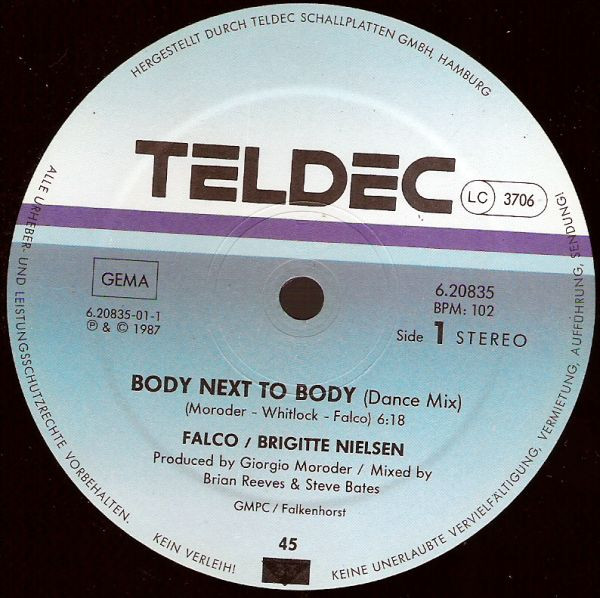 HERGESTELLT DURCH TELDEC SCHALLPLATTEN GMBH, HAMBURG
TELDEC
LC 3706
GEMA
6.20835-01-1
Ⓟ & © 1987
6.20835
BPM: 102
Side 1 STEREO
BODY NEXT TO BODY (Dance Mix)
(Moroder - Whitlock - Falco) 6:18
FALCO / BRIGITTE NIELSEN
Produced by Giorgio Moroder / Mixed by
Brian Reeves & Steve Bates
GMPC / Falkenhorst
45
ALLE URHEBER- UND LEISTUNGSSCHUTZRECHTE VORBEHALTEN.
KEIN VERLEIH!
KEINE UNERLAUBTE VERVIELFÄLTIGUNG, VERMIETUNG, AUFFÜHRUNG, SENDUNG!